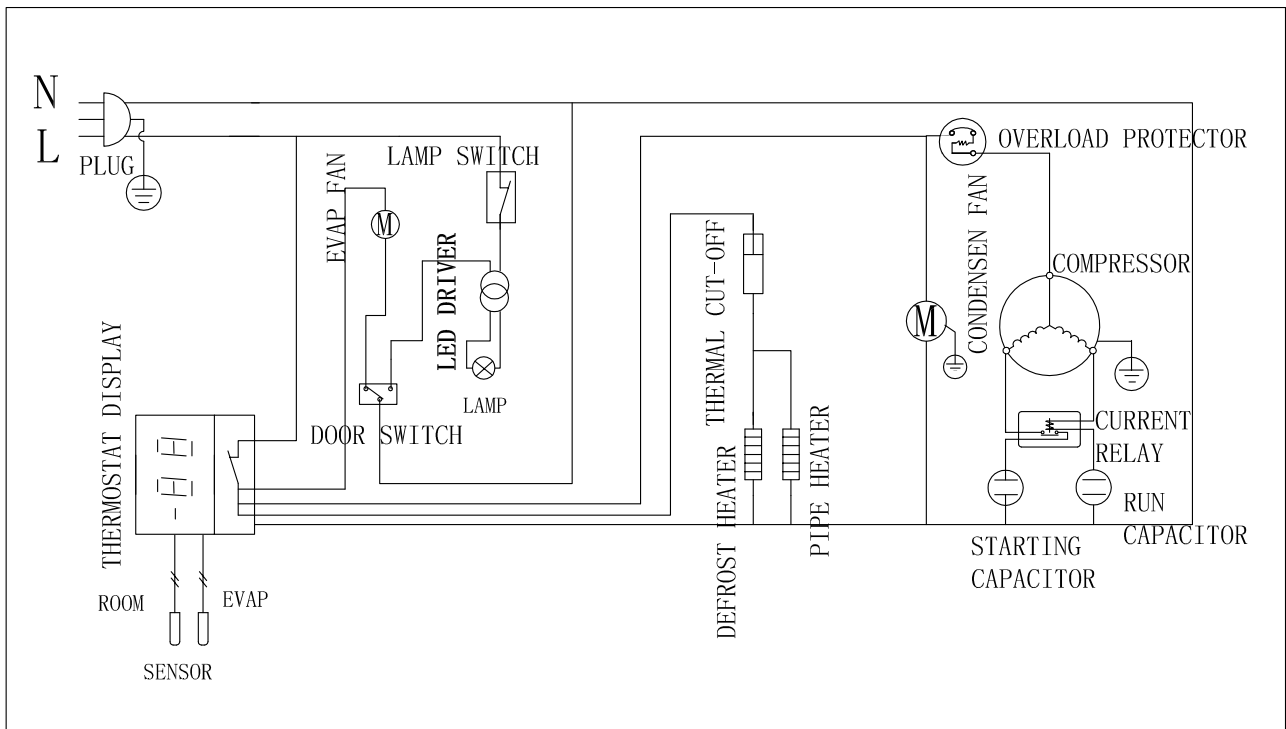 N
L
PLUG
LAMP SWITCH
EVAP FAN
M
LED DRIVER
LAMP
DOOR SWITCH
THERMOSTAT DISPLAY
ROOM
EVAP
SENSOR
THERMAL CUT-OFF
DEFROST HEATER
PIPE HEATER
OVERLOAD PROTECTOR
CONDENSEN FAN
M
COMPRESSOR
CURRENT
RELAY
RUN
CAPACITOR
STARTING
CAPACITOR